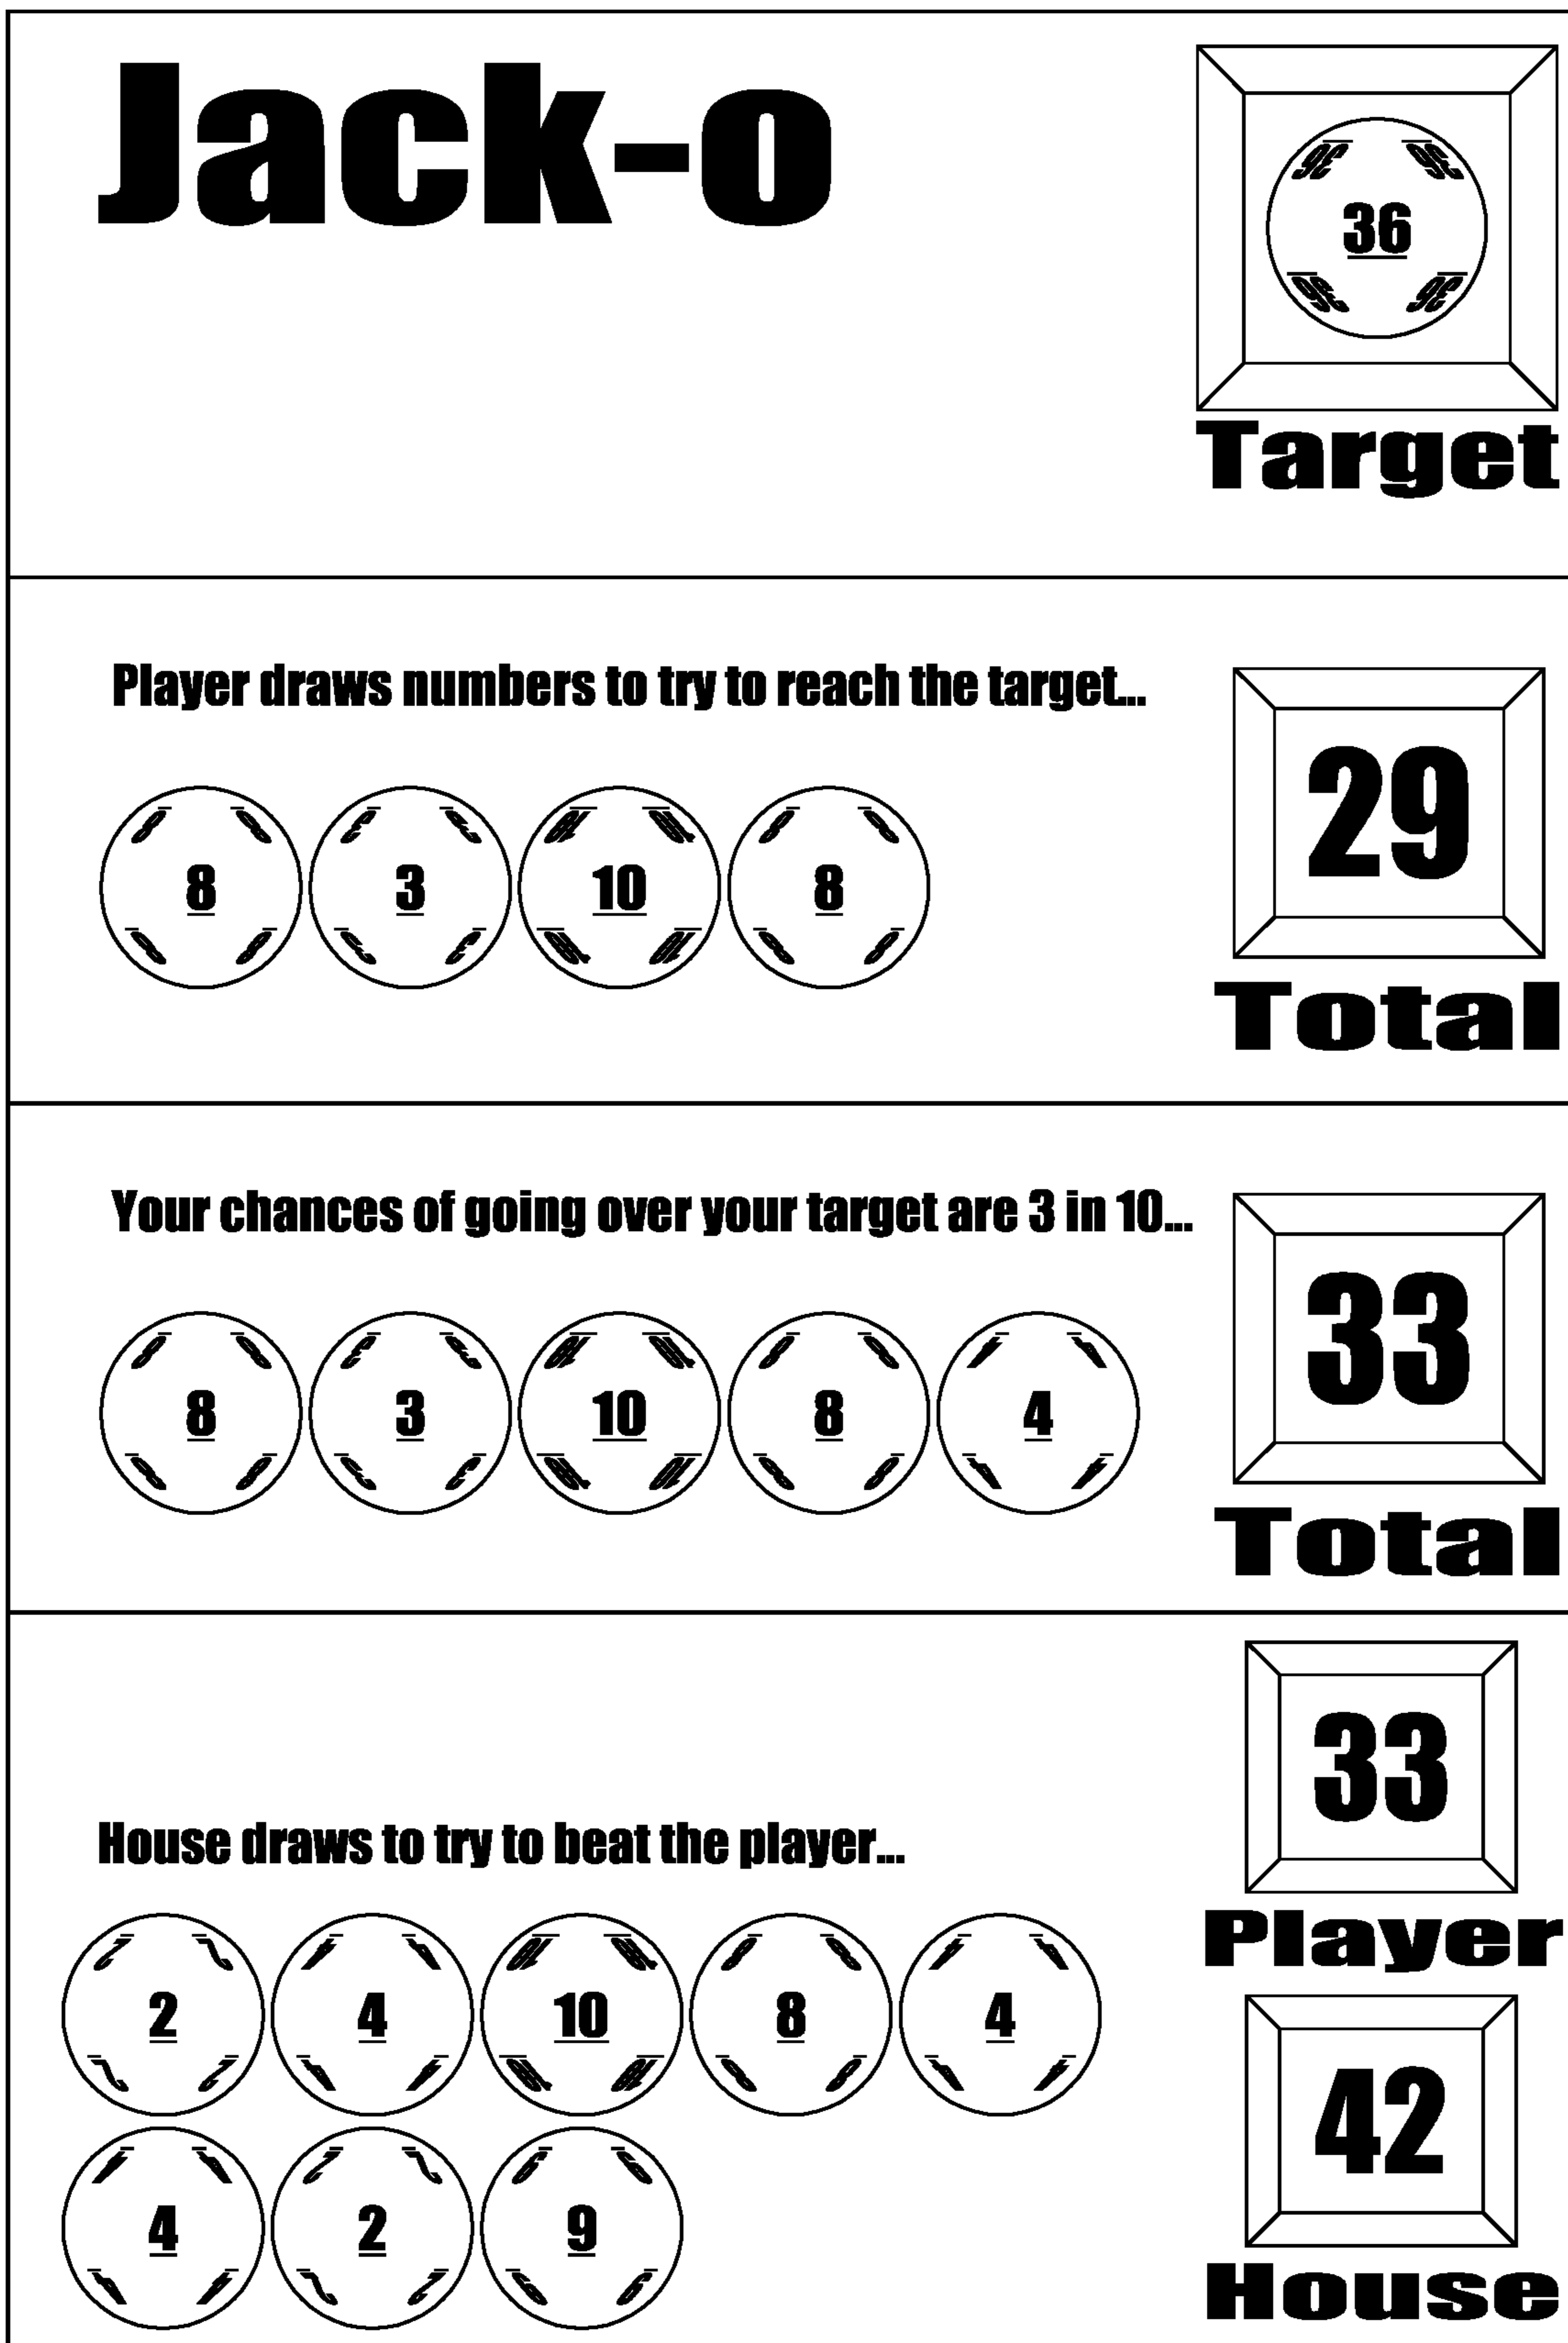 Jack-o
36
Target
Player draws numbers to try to reach the target...
8 3 10 8
29
Total
Your chances of going over your target are 3 in 10...
8 3 10 8 4
33
Total
33
Player
House draws to try to beat the player...
2 4 10 8 4
4 2 9
42
House